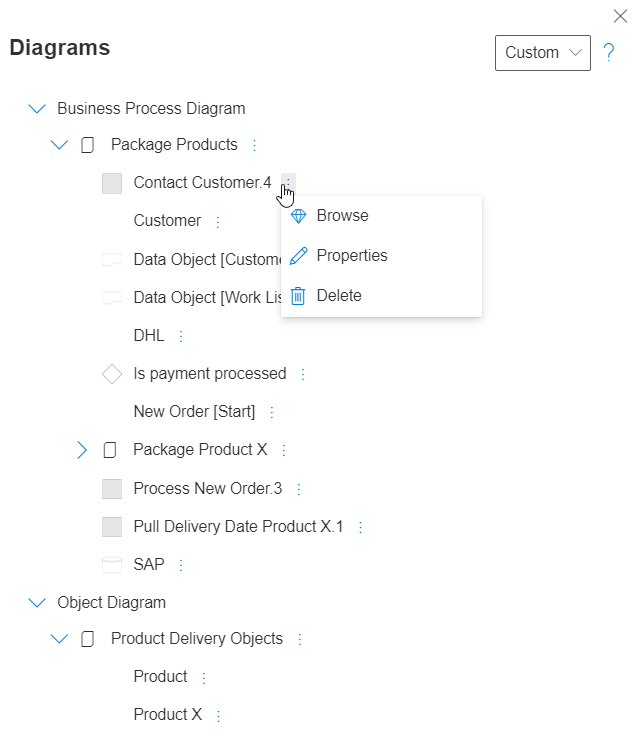 Diagrams
Custom
?
Business Process Diagram
Package Products
Contact Customer.4
Browse
Customer
Properties
Data Object [Custome
Delete
Data Object [Work Lis
DHL
Is payment processed
New Order [Start]
Package Product X
Process New Order.3
Pull Delivery Date Product X.1
SAP
Object Diagram
Product Delivery Objects
Product
Product X